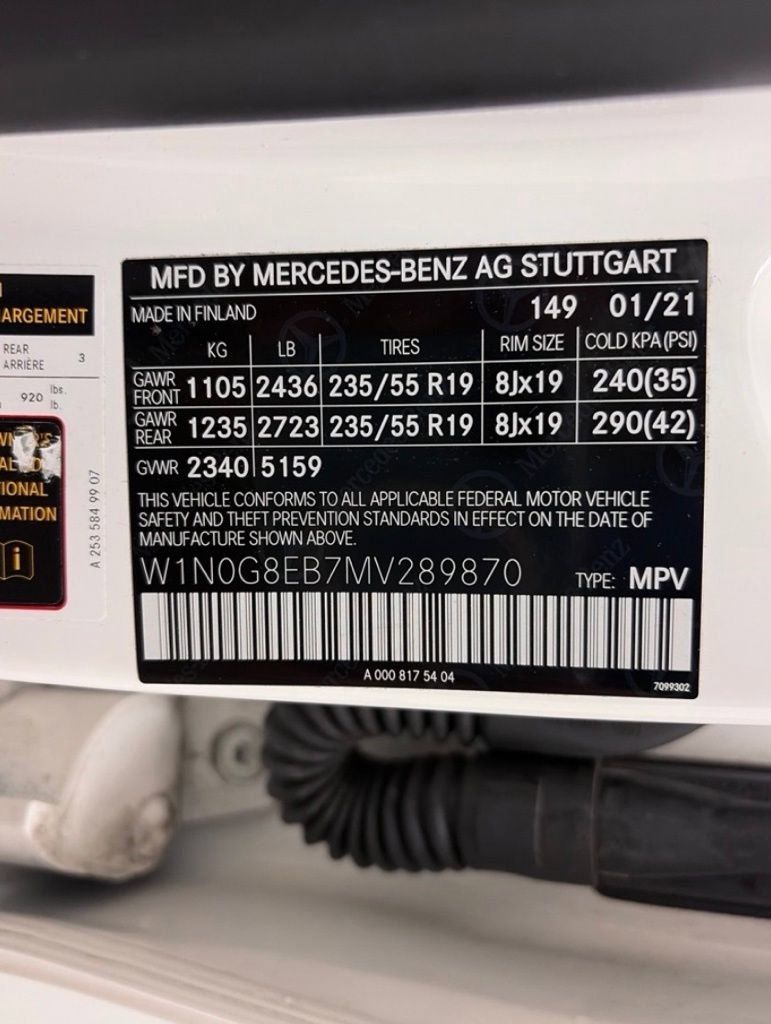 MFD BY MERCEDES-BENZ AG STUTTGART
MADE IN FINLAND 149 01/21
KG LB TIRES RIM SIZE COLD KPA(PSI)
GAWR FRONT 1105 2436 235/55 R19 8Jx19 240(35)
GAWR REAR 1235 2723 235/55 R19 8Jx19 290(42)
GVWR 2340 5159
THIS VEHICLE CONFORMS TO ALL APPLICABLE FEDERAL MOTOR VEHICLE
SAFETY AND THEFT PREVENTION STANDARDS IN EFFECT ON THE DATE OF
MANUFACTURE SHOWN ABOVE.
W1N0G8EB7MV289870 TYPE: MPV
A 000 817 54 04
7099302
ARGEMENT
REAR
ARRIÈRE 3
920 lbs.
lb.
TIONAL
MATION
i
A 253 584 99 07